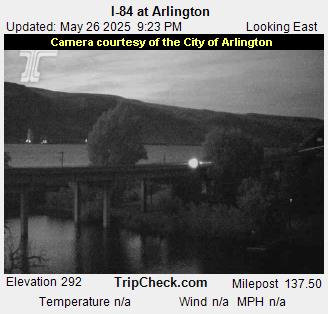 I-84 at Arlington
Updated: May 26 2025 9:23 PM Looking East
Camera courtesy of the City of Arlington
Elevation 292 TripCheck.com Milepost 137.50
Temperature n/a Wind n/a MPH n/a